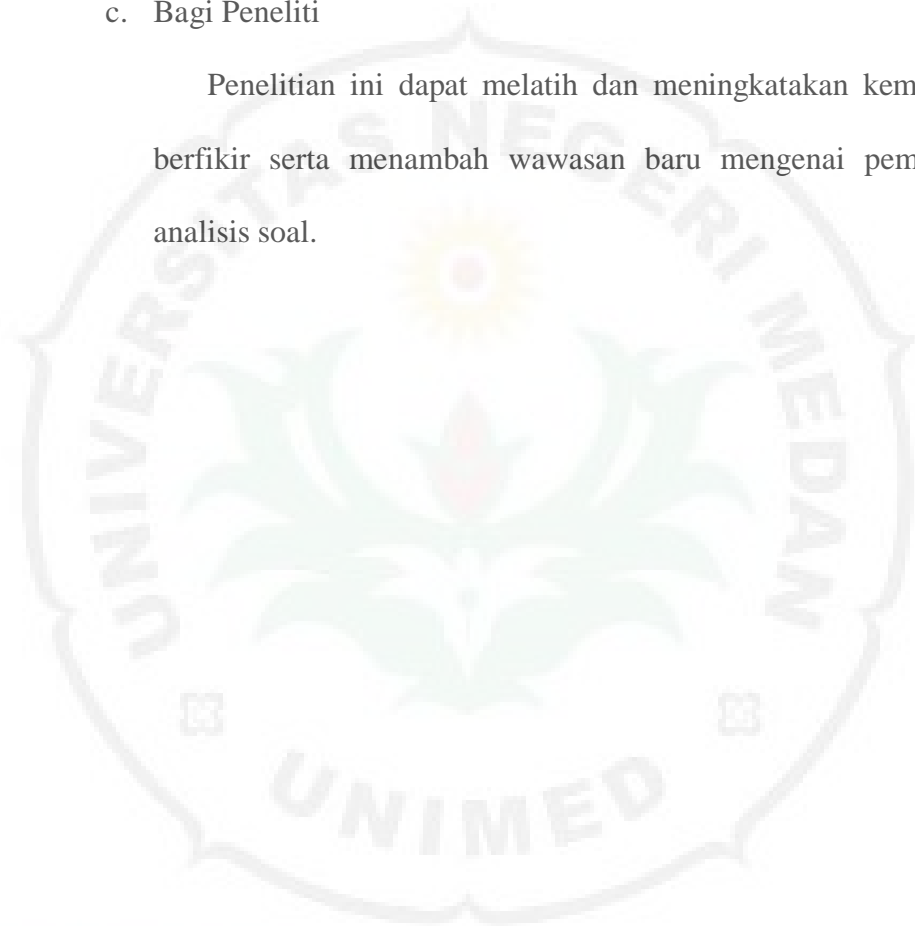 c. Bagi Peneliti
Penelitian ini dapat melatih dan meningkatakan kem
berfikir serta menambah wawasan baru mengenai pem
analisis soal.
UNIVERSITAS NEGERI MEDAN
UNIMED